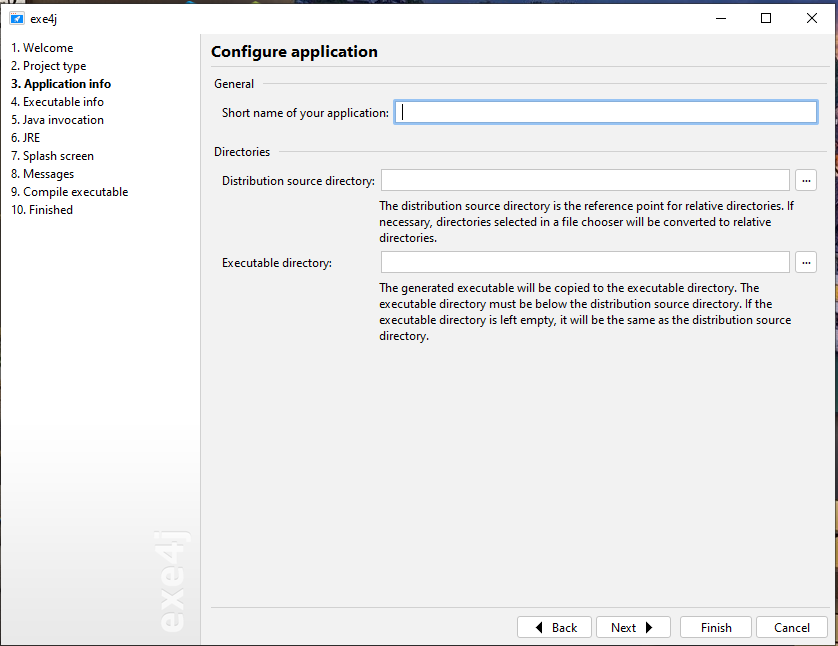 exe4j
1. Welcome
2. Project type
3. Application info
4. Executable info
5. Java invocation
6. JRE
7. Splash screen
8. Messages
9. Compile executable
10. Finished
exe4j
Configure application
General
Short name of your application:
Directories
Distribution source directory:
...
The distribution source directory is the reference point for relative directories. If
necessary, directories selected in a file chooser will be converted to relative
directories.
Executable directory:
...
The generated executable will be copied to the executable directory. The
executable directory must be below the distribution source directory. If the
executable directory is left empty, it will be the same as the distribution source
directory.
Back
Next
Finish
Cancel